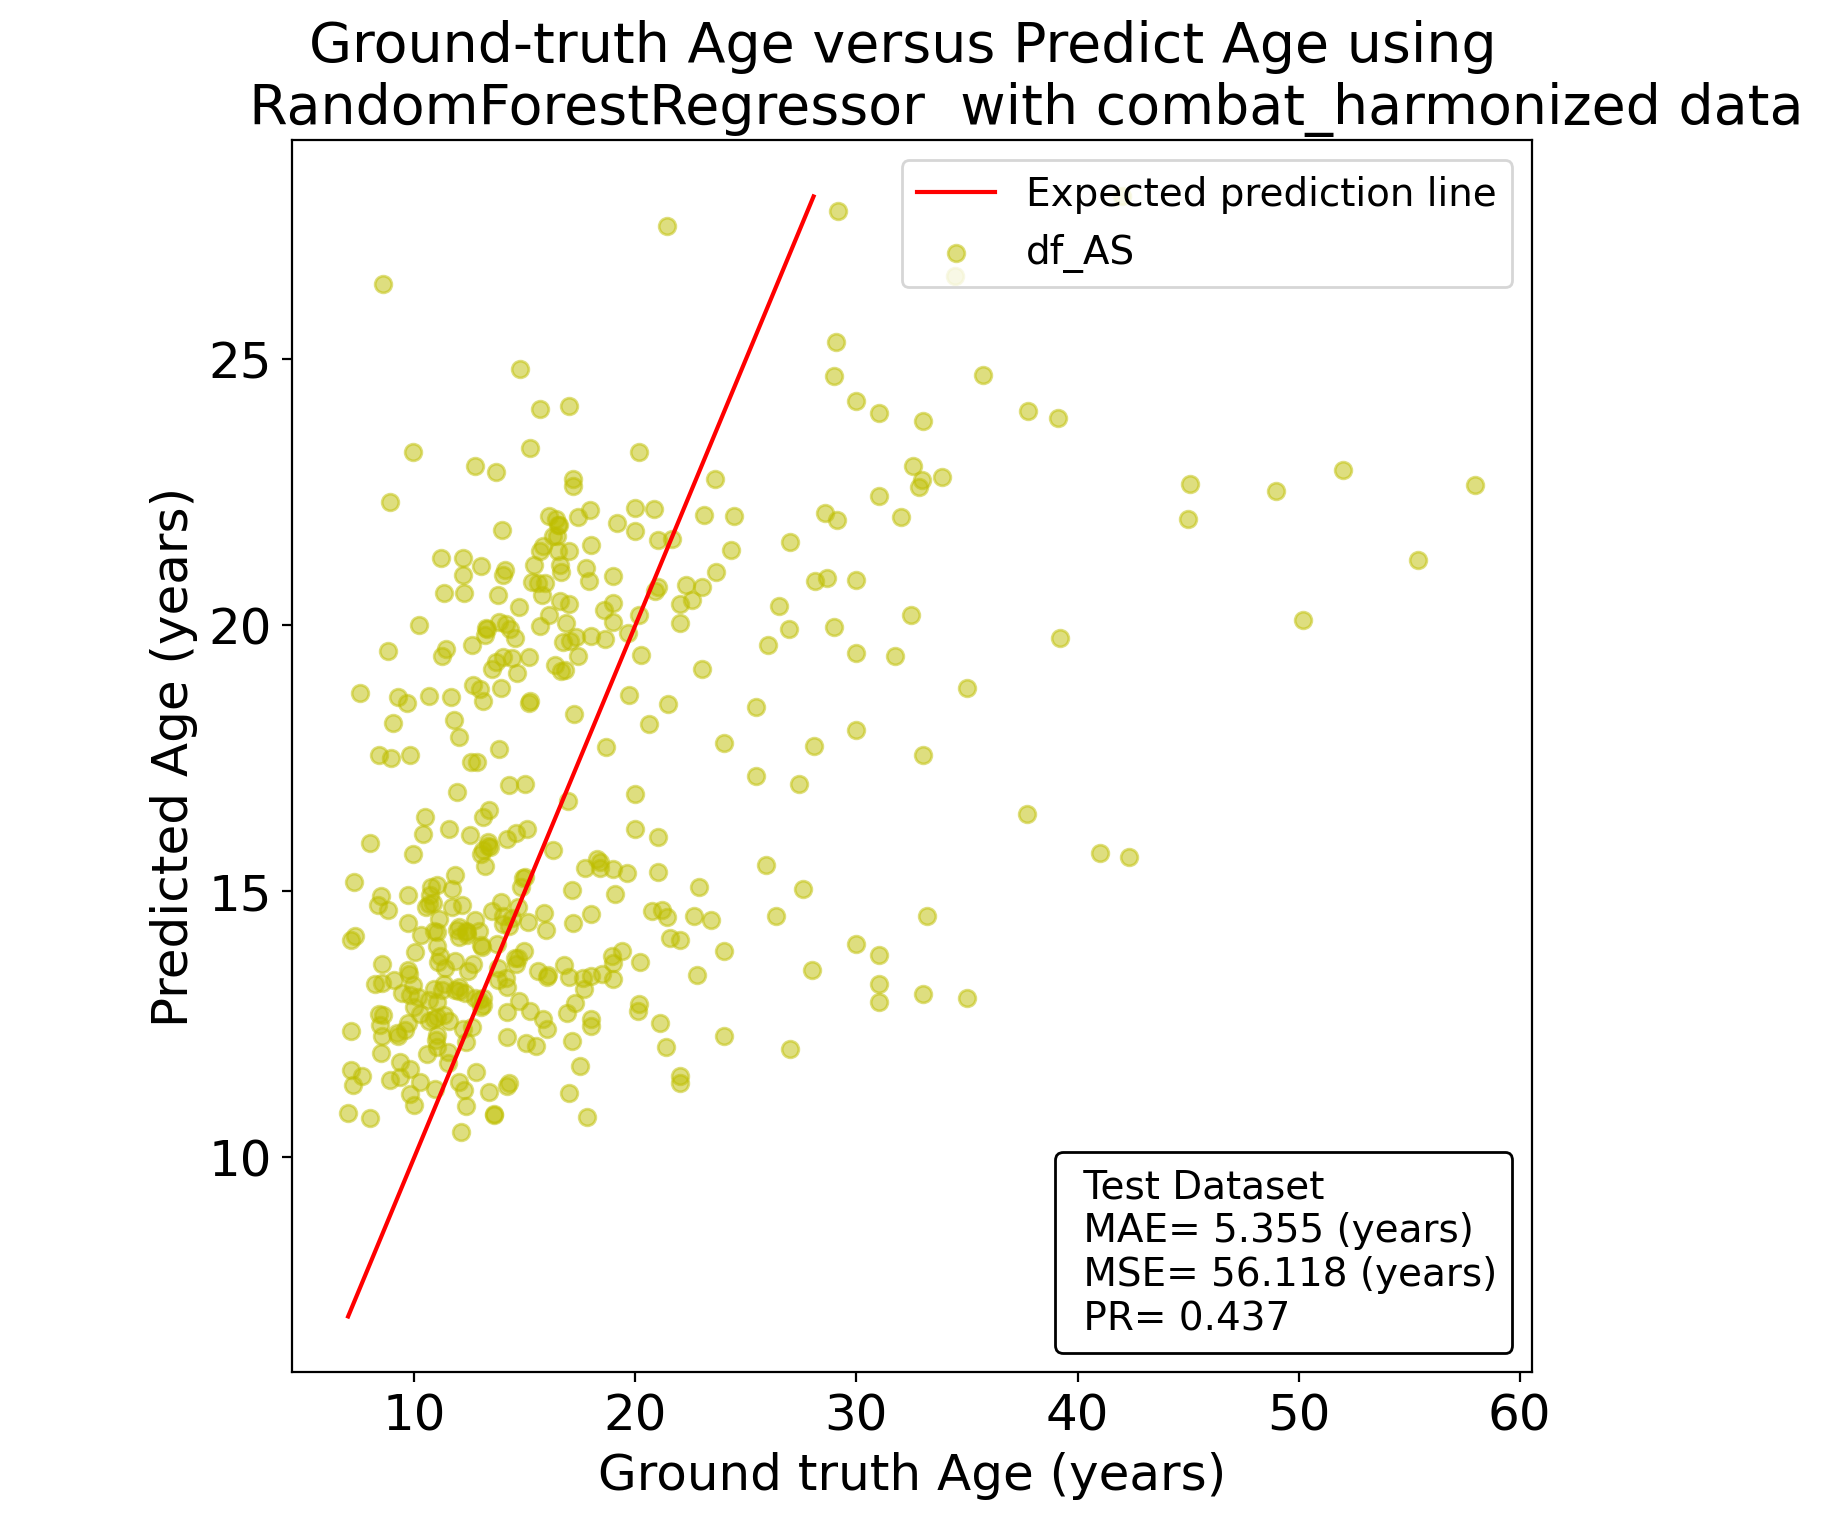 Ground-truth Age versus Predict Age using
RandomForestRegressor  with combat_harmonized data
Expected prediction line
df_AS
25
20
15
10
Predicted Age (years)
Test Dataset
MAE= 5.355 (years)
MSE= 56.118 (years)
PR= 0.437
10
20
30
40
50
60
Ground truth Age (years)